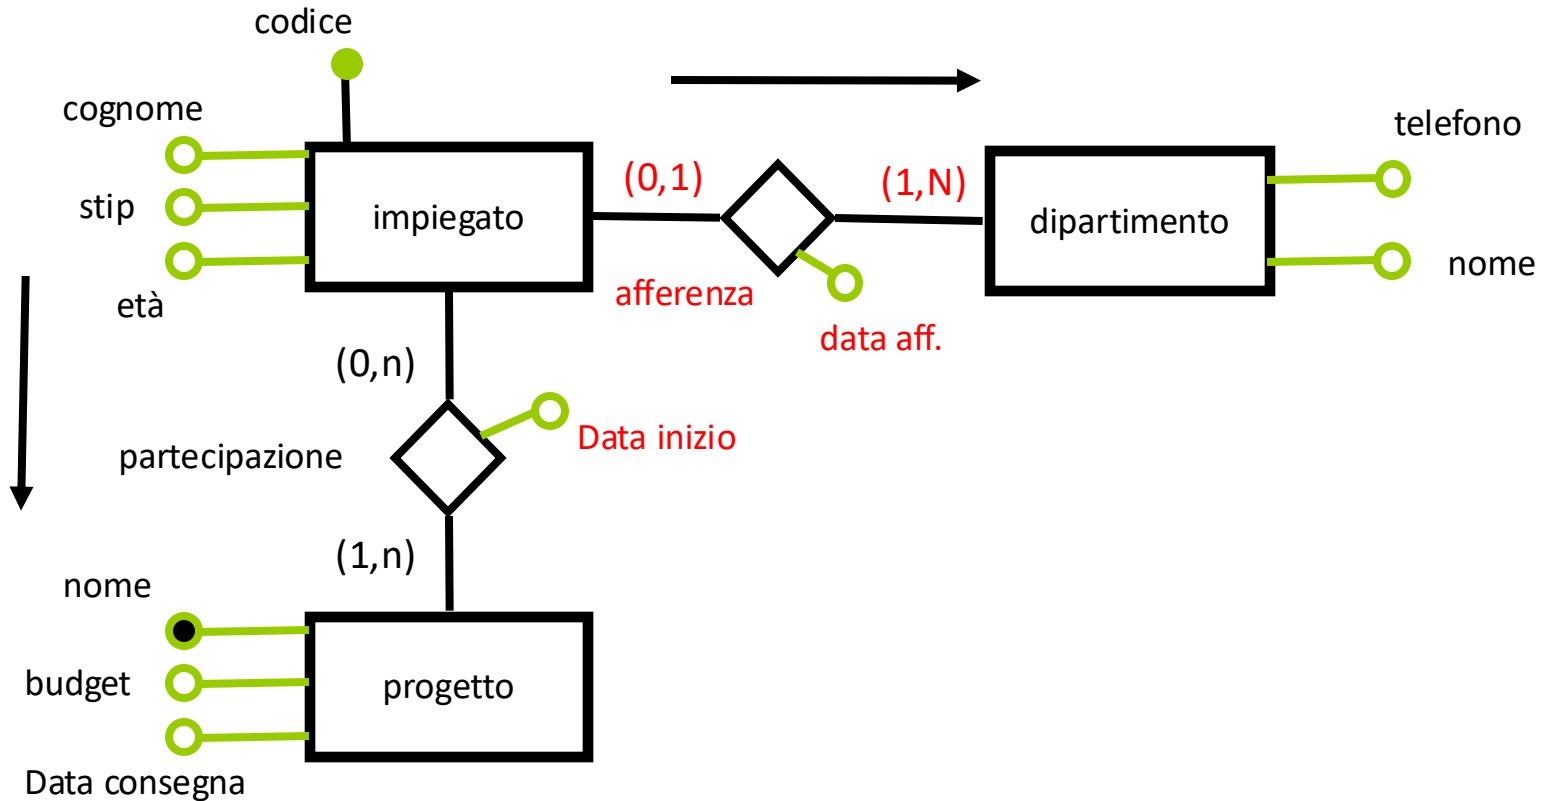 codice
cognome
telefono
(0,1)
(1,N)
stip
impiegato
dipartimento
nome
età
afferenza
data aff.
(0,n)
Data inizio
partecipazione
(1,n)
nome
budget
progetto
Data consegna